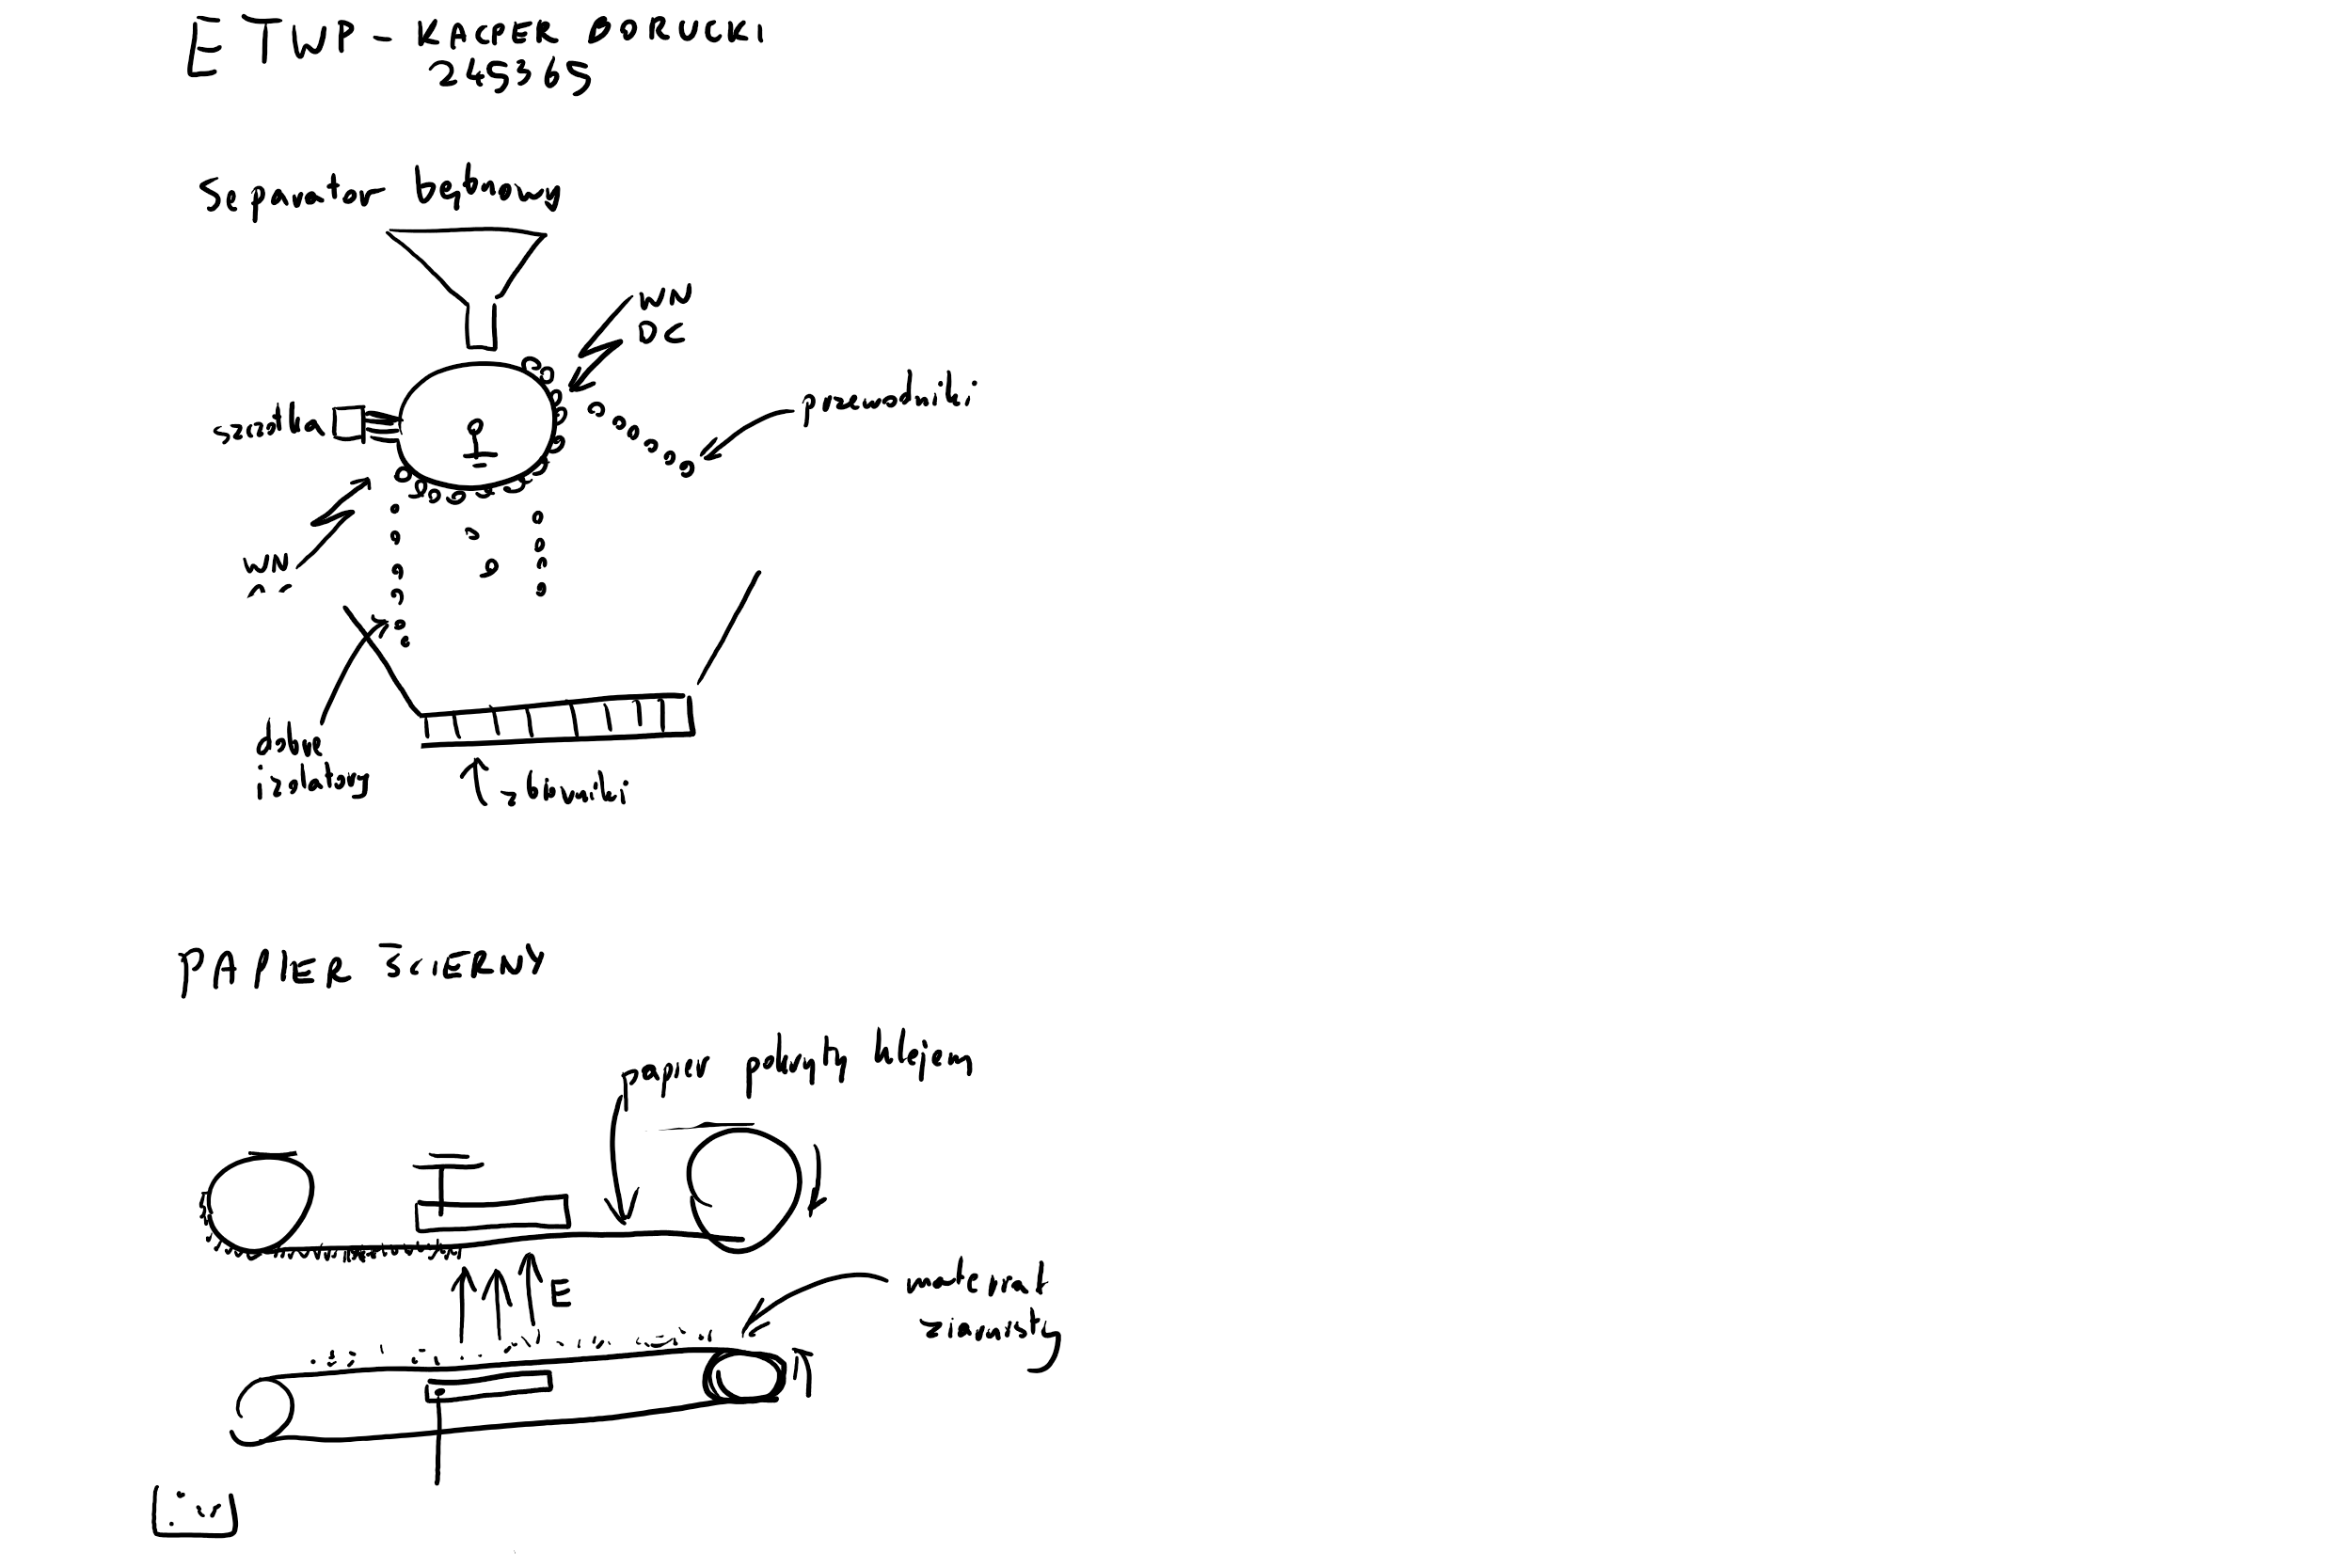 ETWP - KACPER BORUCKI
245365
Separator bębnowy
WN
DC
przewodniki
szczotka
WN
dobre
izolatory
zbiorniki
PAPIER ŚCIERNY
papier pokryty klejem
E
materiał
ziarnisty